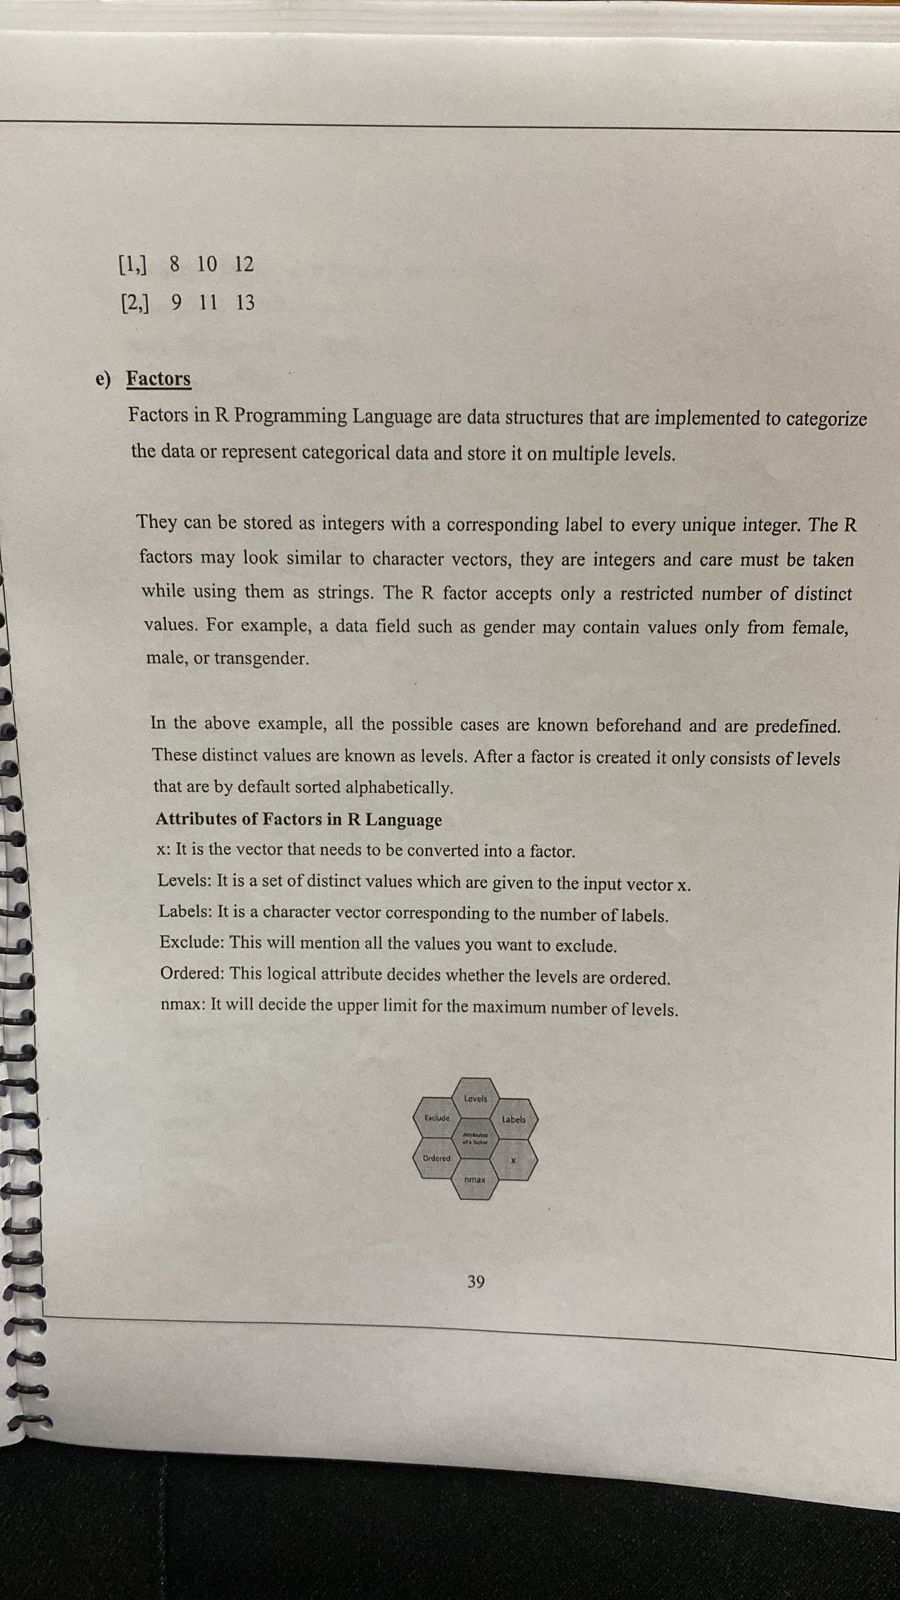 [1,] 8 10 12
[2,] 9 11 13
e) Factors
Factors in R Programming Language are data structures that are implemented to categorize
the data or represent categorical data and store it on multiple levels.
They can be stored as integers with a corresponding label to every unique integer. The R
factors may look similar to character vectors, they are integers and care must be taken
while using them as strings. The R factor accepts only a restricted number of distinct
values. For example, a data field such as gender may contain values only from female,
male, or transgender.
In the above example, all the possible cases are known beforehand and are predefined.
These distinct values are known as levels. After a factor is created it only consists of levels
that are by default sorted alphabetically.
Attributes of Factors in R Language
x: It is the vector that needs to be converted into a factor.
Levels: It is a set of distinct values which are given to the input vector x.
Labels: It is a character vector corresponding to the number of labels.
Exclude: This will mention all the values you want to exclude.
Ordered: This logical attribute decides whether the levels are ordered.
nmax: It will decide the upper limit for the maximum number of levels.
Levels
Exclude
Labels
Attributes
of a factor
Ordered
x
nmax
39